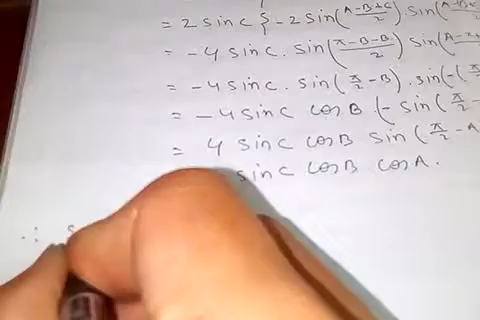 = 2 sin c { -2 sin(A-B+C/2) sin(
= -4 sin c . sin(π-B-B/2) sin(
= -4 sin c . sin(π/2 - B) . sin(-(π/2
= -4 sin c cos B . (- sin(π/2 -
= 4 sin c cos B sin(π/2 - A
sin c cos B cos A .
∴ s